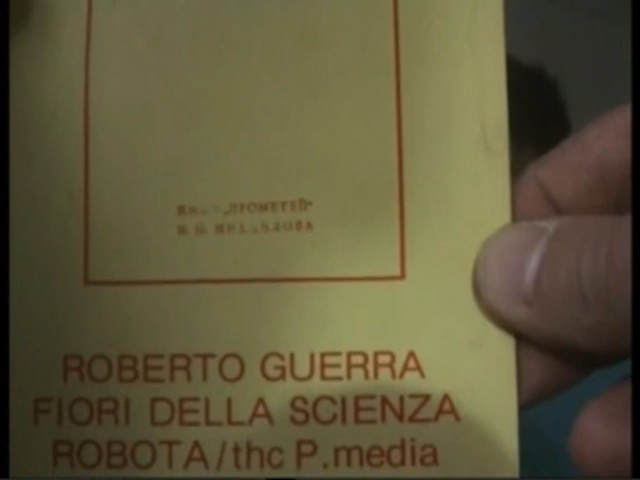 „ПРОМЕТЕЙ"
ROBERTO GUERRA
FIORI DELLA SCIENZA
ROBOTA/thc P.media